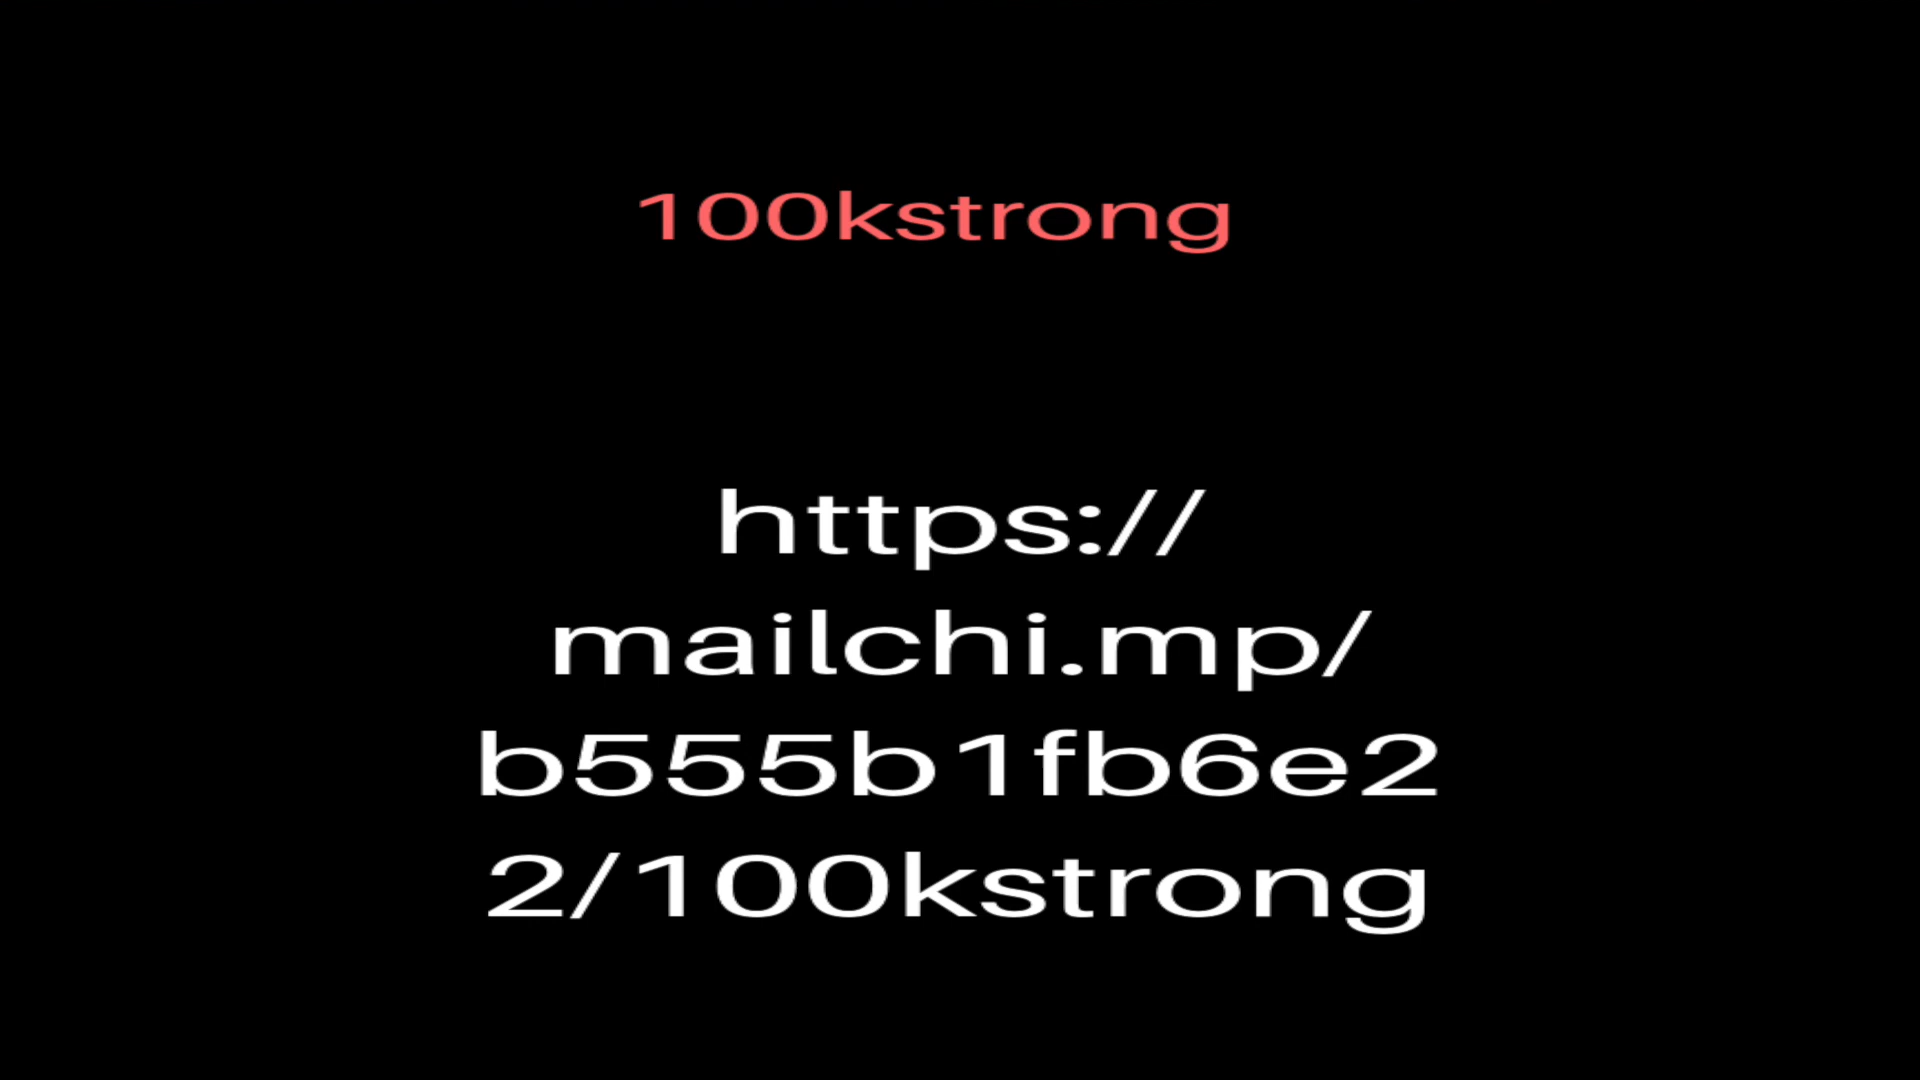 100kstrong
https://
mailchi.mp/
b555b1fb6e2
2/100kstrong